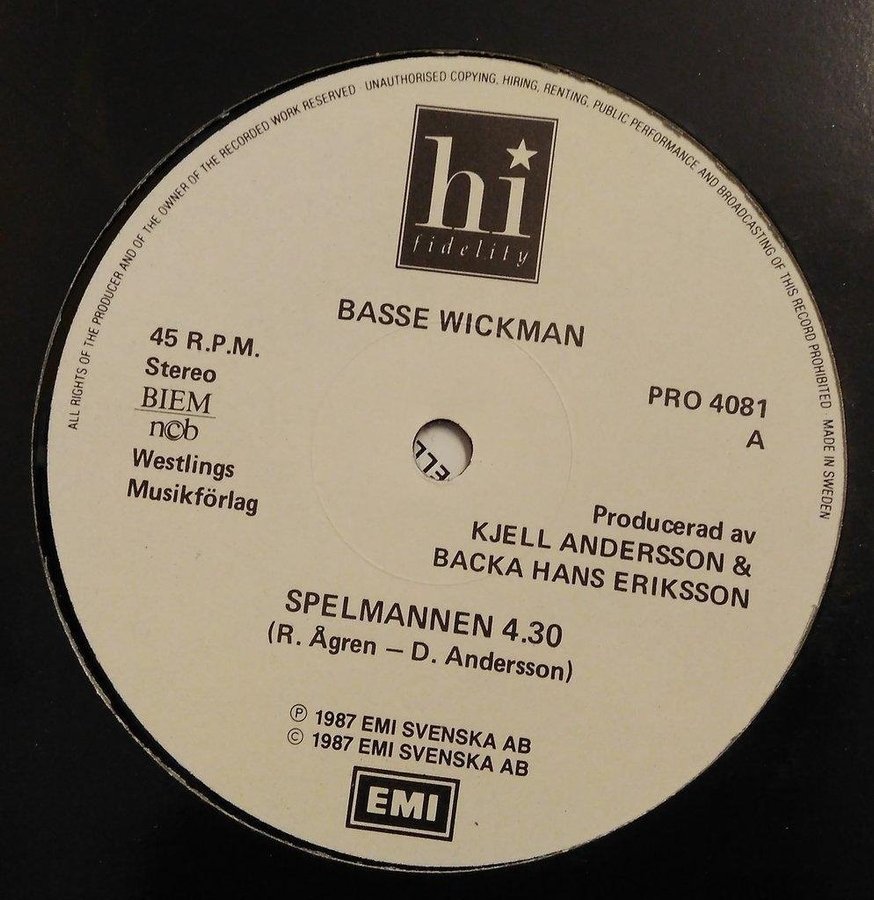 ALL RIGHTS OF THE PRODUCER AND OF THE OWNER OF THE RECORDED WORK RESERVED · UNAUTHORISED COPYING, HIRING, RENTING, PUBLIC PERFORMANCE AND BROADCASTING OF THIS RECORD PROHIBITED · MADE IN SWEDEN
hi
fidelity
BASSE WICKMAN
45 R.P.M.
Stereo
BIEM
n©b
Westlings
Musikförlag
PRO 4081
A
Producerad av
KJELL ANDERSSON &
BACKA HANS ERIKSSON
SPELMANNEN 4.30
(R. Ågren – D. Andersson)
℗ 1987 EMI SVENSKA AB
© 1987 EMI SVENSKA AB
EMI